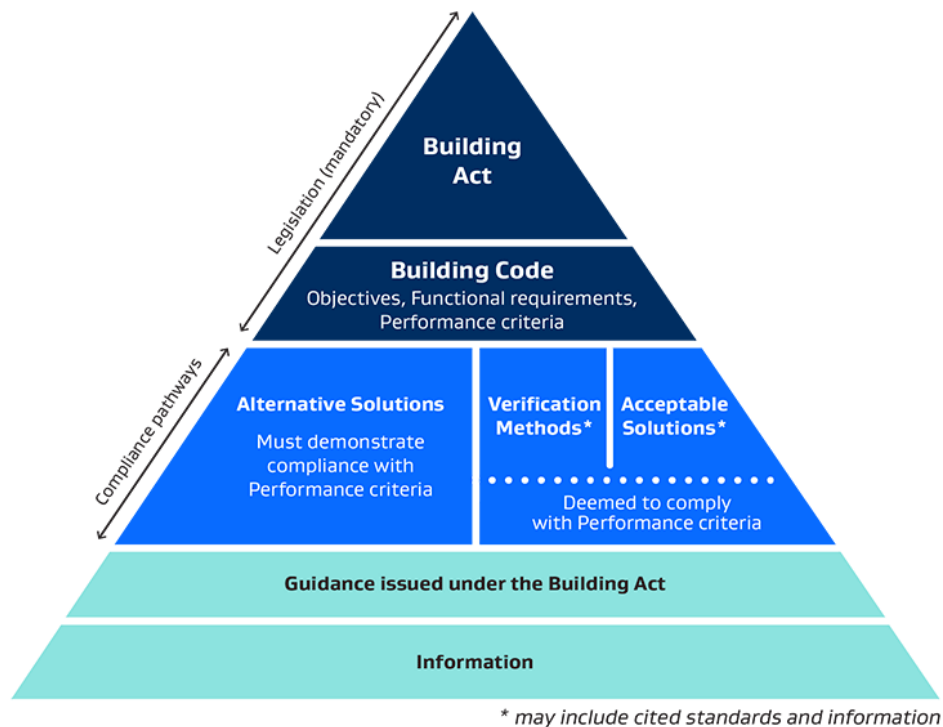 Legislation (mandatory)
Building
Act
Building Code
Objectives, Functional requirements,
Performance criteria
Compliance pathways
Alternative Solutions
Must demonstrate
compliance with
Performance criteria
Verification
Methods*
Acceptable
Solutions*
Deemed to comply
with Performance criteria
Guidance issued under the Building Act
Information
* may include cited standards and information